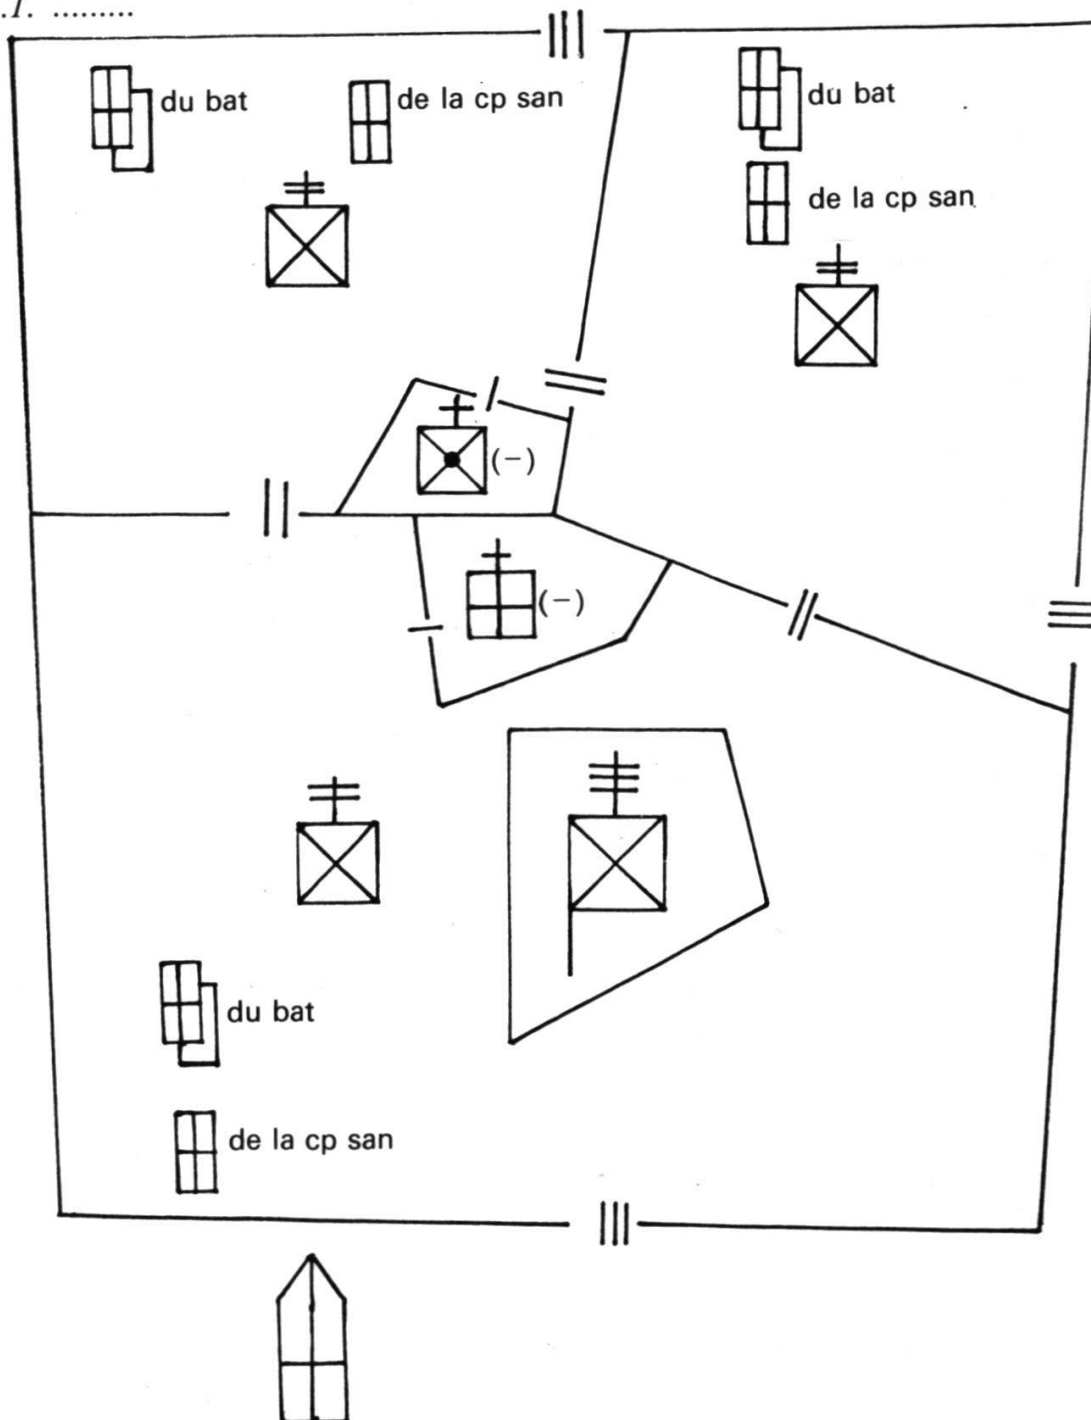 .I. .........
du bat
de la cp san
du bat
de la cp san
(−)
(−)
du bat
de la cp san